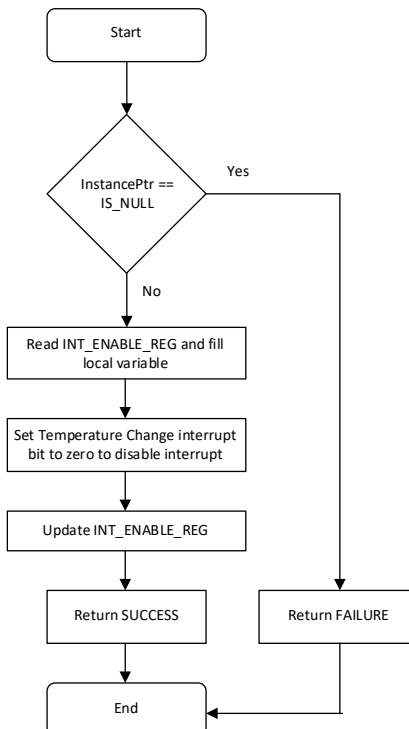 Start
InstancePtr ==
IS_NULL
Yes
No
Read INT_ENABLE_REG and fill
local variable
Set Temperature Change interrupt
bit to zero to disable interrupt
Update INT_ENABLE_REG
Return SUCCESS
Return FAILURE
End